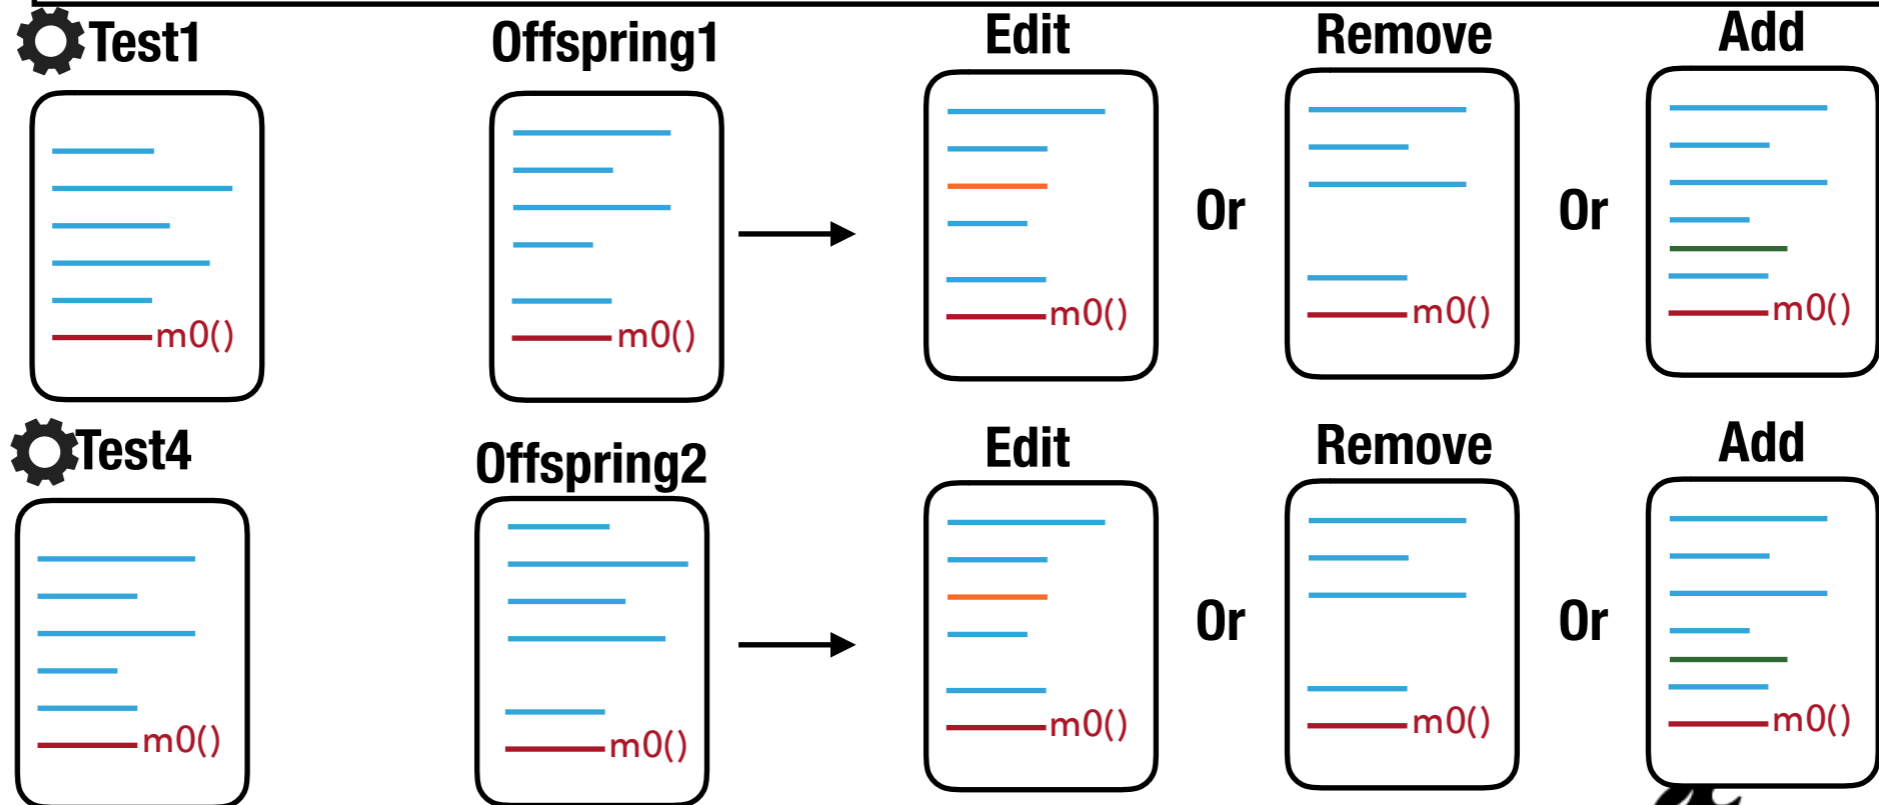 Test1 Offspring1 Edit Remove Add
Or Or
m0() m0() m0() m0() m0()
Test4 Offspring2 Edit Remove Add
Or Or
m0() m0() m0() m0() m0()